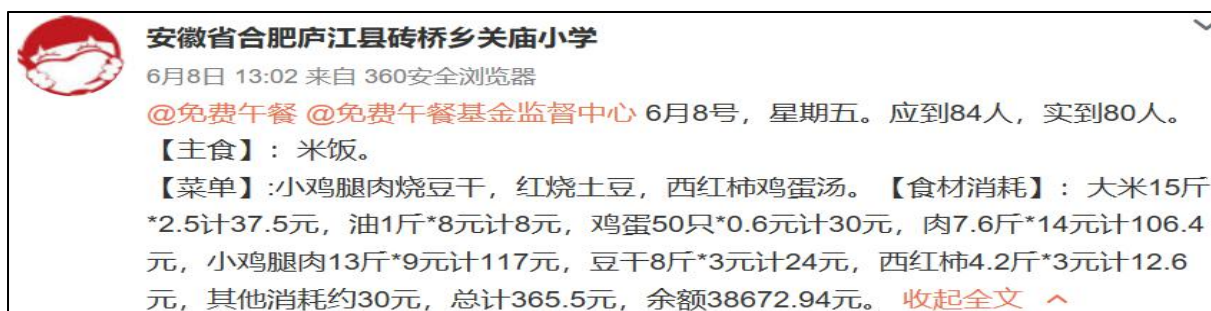 安徽省合肥庐江县砖桥乡关庙小学
6月8日 13:02 来自 360安全浏览器
@免费午餐 @免费午餐基金监督中心 6月8号，星期五。应到84人，实到80人。
【主食】：米饭。
【菜单】:小鸡腿肉烧豆干，红烧土豆，西红柿鸡蛋汤。【食材消耗】：大米15斤
*2.5计37.5元，油1斤*8元计8元，鸡蛋50只*0.6元计30元，肉7.6斤*14元计106.4
元，小鸡腿肉13斤*9元计117元，豆干8斤*3元计24元，西红柿4.2斤*3元计12.6
元，其他消耗约30元，总计365.5元，余额38672.94元。 收起全文